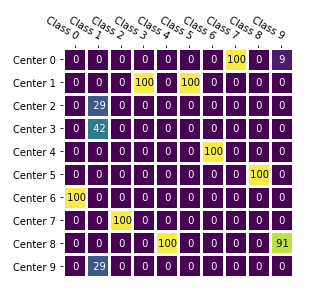 Class 0 Class 1 Class 2 Class 3 Class 4 Class 5 Class 6 Class 7 Class 8 Class 9
Center 0 0 0 0 0 0 0 0 100 0 9
Center 1 0 0 0 100 0 100 0 0 0 0
Center 2 0 29 0 0 0 0 0 0 0 0
Center 3 0 42 0 0 0 0 0 0 0 0
Center 4 0 0 0 0 0 0 100 0 0 0
Center 5 0 0 0 0 0 0 0 0 100 0
Center 6 100 0 0 0 0 0 0 0 0 0
Center 7 0 0 100 0 0 0 0 0 0 0
Center 8 0 0 0 0 100 0 0 0 0 91
Center 9 0 29 0 0 0 0 0 0 0 0